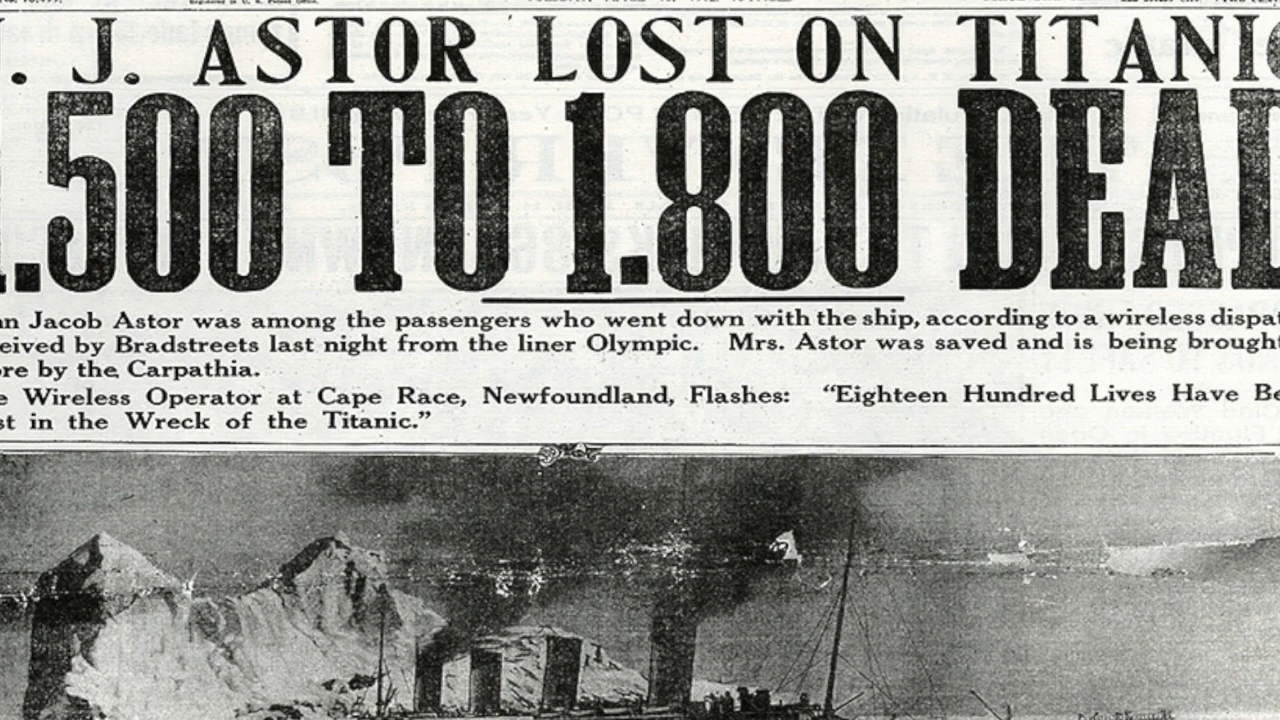 . J. ASTOR LOST ON TITANIC
1.500 TO 1.800 DEAD
an Jacob Astor was among the passengers who went down with the ship, according to a wireless dispat
eived by Bradstreets last night from the liner Olympic. Mrs. Astor was saved and is being brought
ore by the Carpathia.
e Wireless Operator at Cape Race, Newfoundland, Flashes: “Eighteen Hundred Lives Have Be
st in the Wreck of the Titanic.”